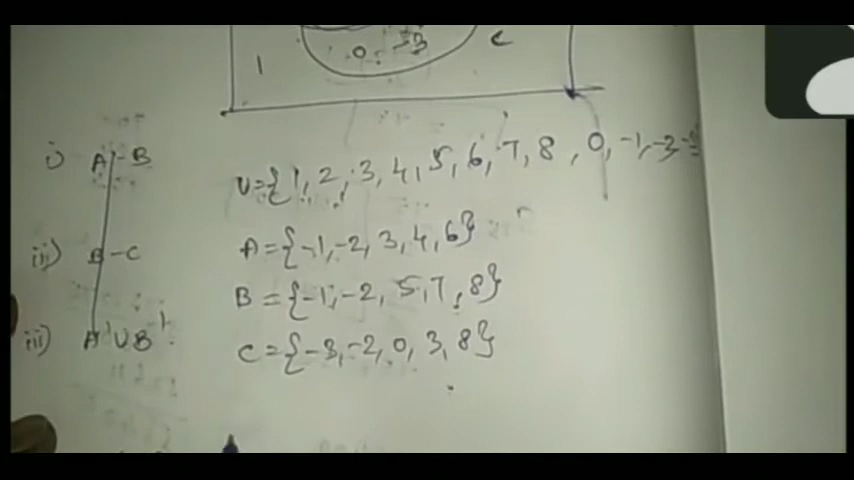 0 -3 C
1
i) A-B
U={1, 2, 3, 4, 5, 6, 7, 8, 0, -1, -3
ii) B-C
A={-1, -2, 3, 4, 6}
B={-1, -2, 5, 7, 8}
iii) A'UB'
C={-3, -2, 0, 3, 8}